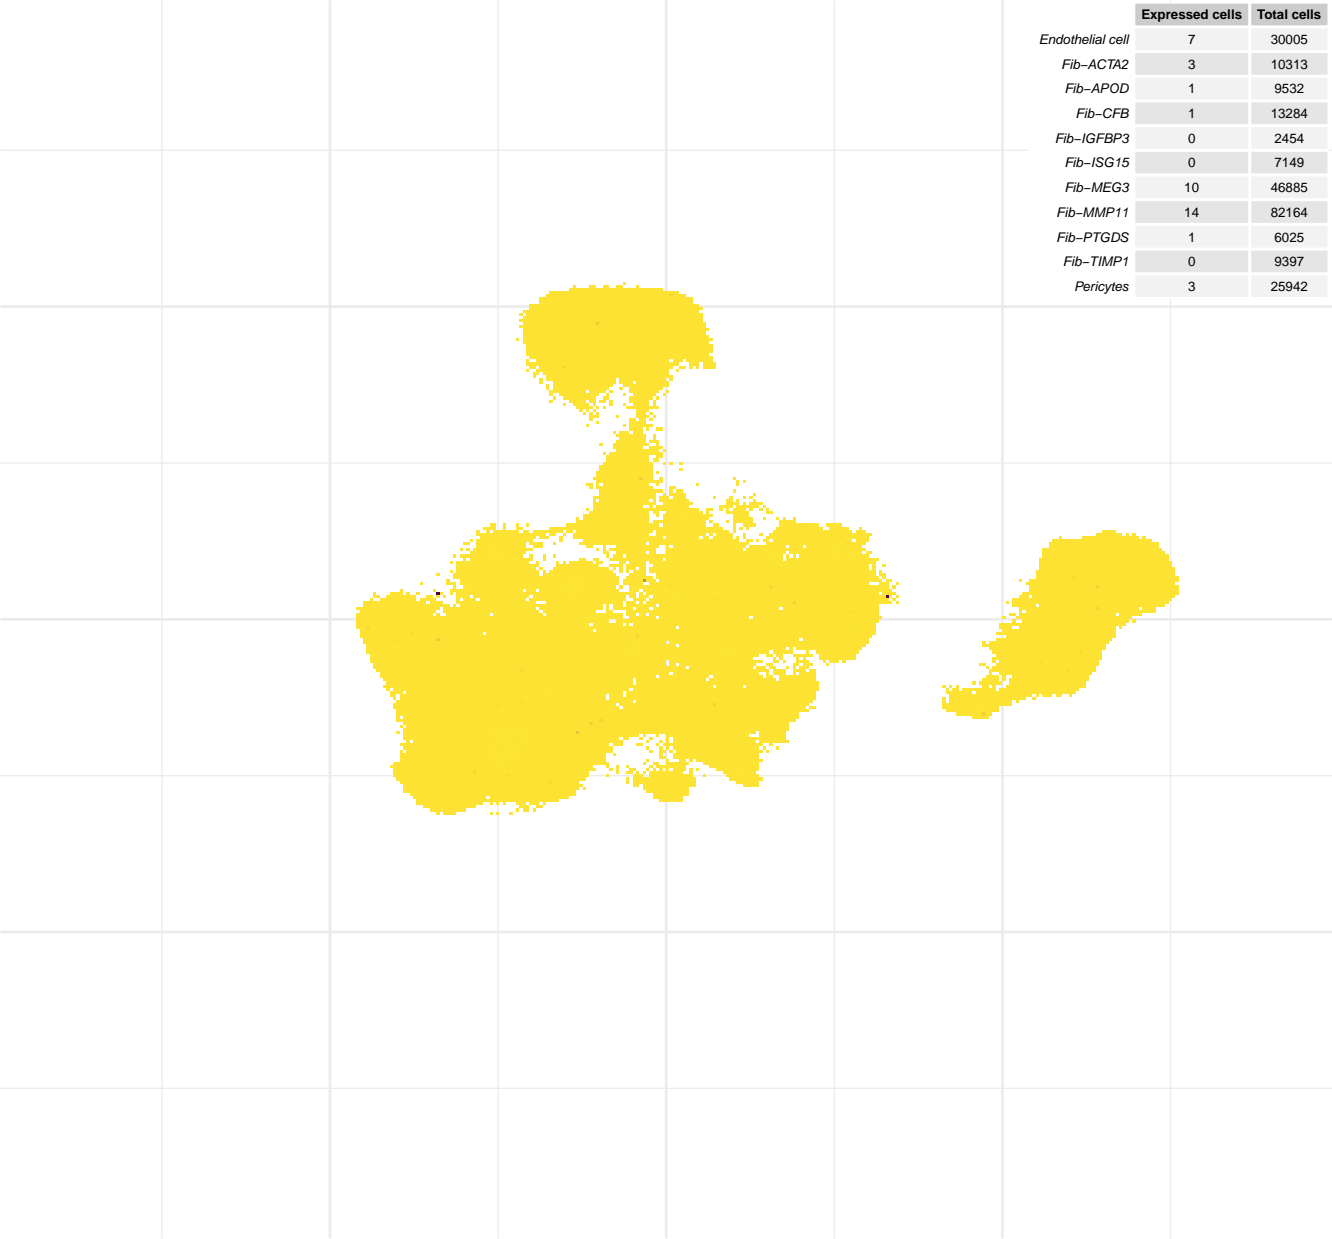 Expressed cells Total cells
Endothelial cell 7 30005
Fib−ACTA2 3 10313
Fib−APOD 1 9532
Fib−CFB 1 13284
Fib−IGFBP3 0 2454
Fib−ISG15 0 7149
Fib−MEG3 10 46885
Fib−MMP11 14 82164
Fib−PTGDS 1 6025
Fib−TIMP1 0 9397
Pericytes 3 25942